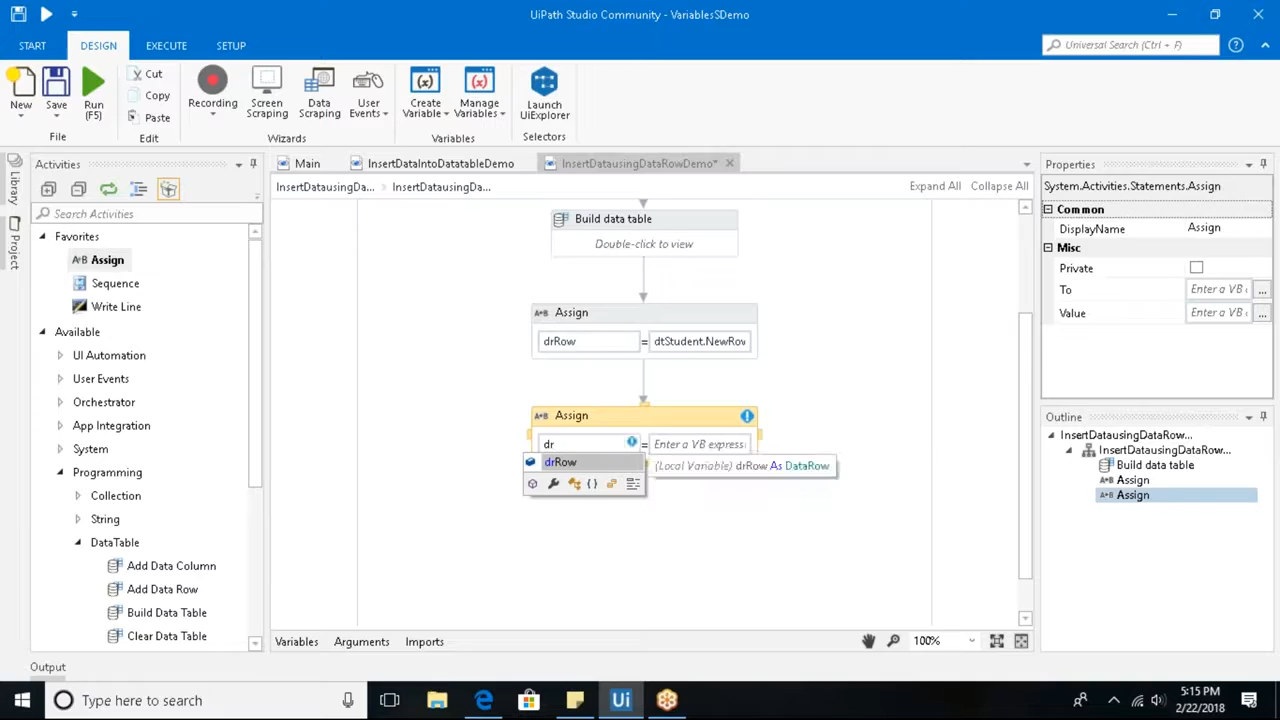 UiPath Studio Community - VariablesSDemo
START DESIGN EXECUTE SETUP
Universal Search (Ctrl + F)
New Save Run (F5) Cut Copy Paste Recording Screen Scraping Data Scraping User Events Create Variable Manage Variables Launch UiExplorer
File Edit Wizards Variables Selectors
Library
Project
Activities
Search Activities
Favorites
A*B Assign
Sequence
Write Line
Available
UI Automation
User Events
Orchestrator
App Integration
System
Programming
Collection
String
DataTable
Add Data Column
Add Data Row
Build Data Table
Clear Data Table
Main InsertDataIntoDatatableDemo InsertDatausingDataRowDemo*
InsertDatausingDa... InsertDatausingDa... Expand All Collapse All
Build data table
Double-click to view
A*B Assign
drRow = dtStudent.NewRov
A*B Assign
dr = Enter a VB express
drRow
(Local Variable) drRow As DataRow
Variables Arguments Imports 100%
Properties
System.Activities.Statements.Assign
Common
DisplayName Assign
Misc
Private
To Enter a VB ...
Value Enter a VB ...
Outline
InsertDatausingDataRow...
InsertDatausingDataRow...
Build data table
A*B Assign
A*B Assign
Output
Type here to search
Ui
5:15 PM
2/22/2018